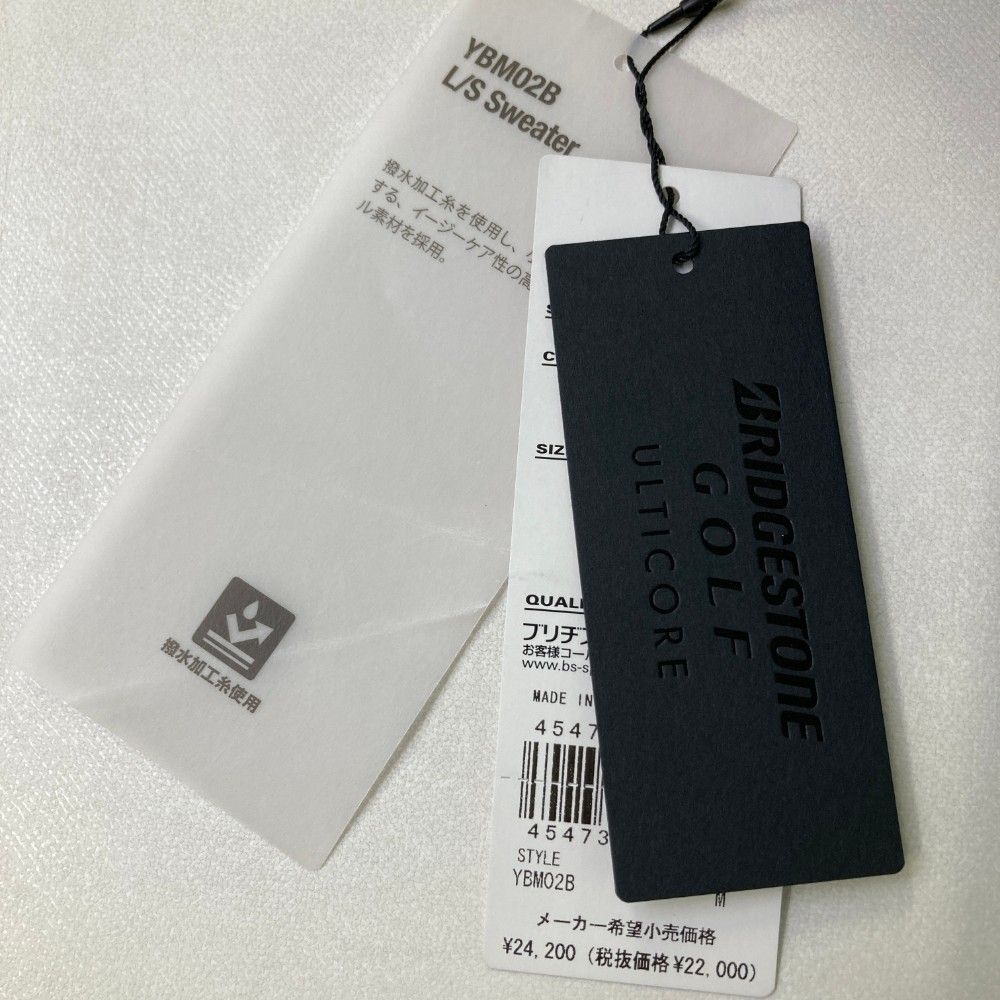 YBM02B
L/S Sweater
撥水加工糸を使用し、
する、イージーケア性の高
ル素材を採用。
撥水加工糸使用
BRIDGESTONE
GOLF
ULTICORE
S
C
SIZ
QUALI
ブリヂス
お客様コー
www.bs-s
MADE IN
4547
45473
STYLE
YBM02B
M
メーカー希望小売価格
¥24,200 (税抜価格¥22,000)